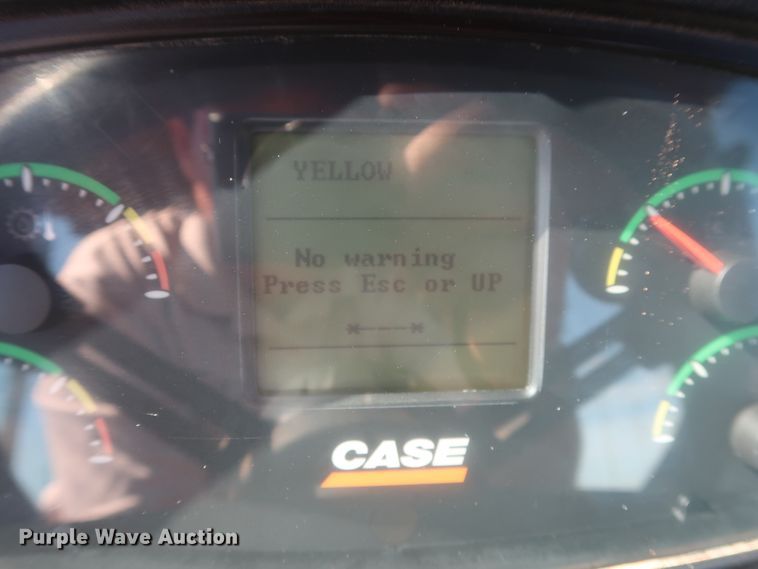 YELLOW
No warning
Press Esc or UP
*----*
CASE
Purple Wave Auction